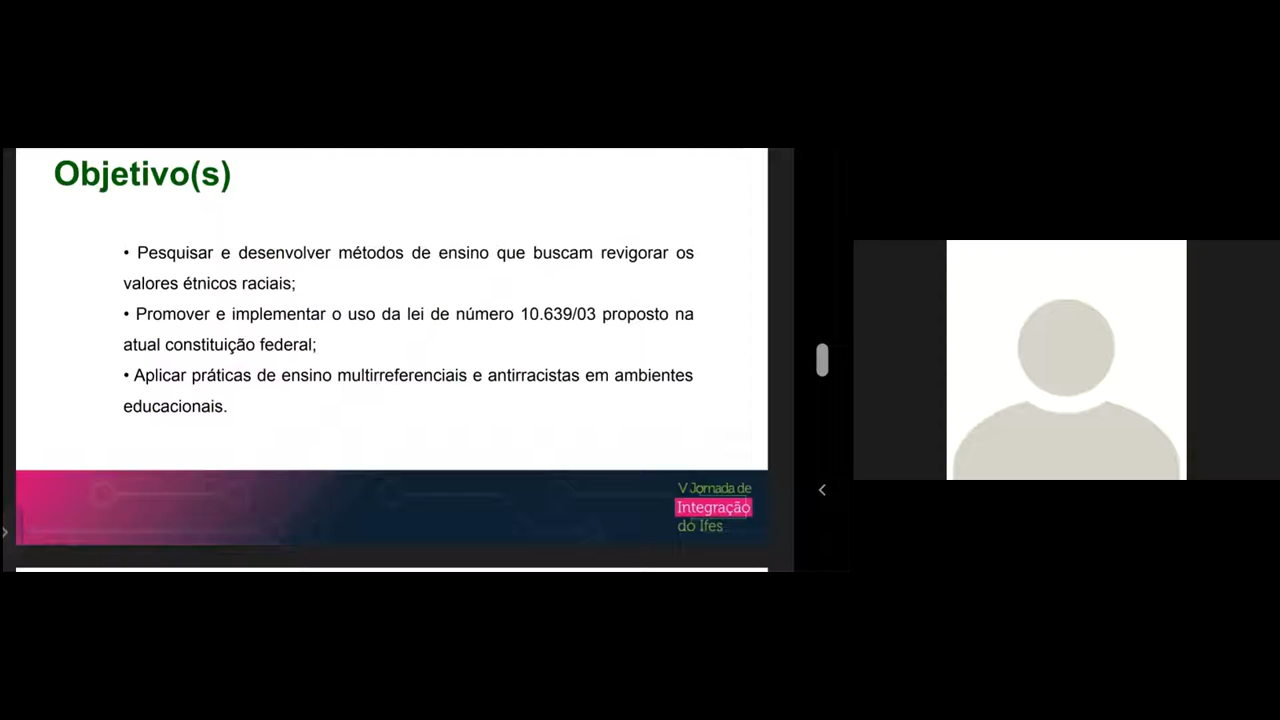 Objetivo(s)
• Pesquisar e desenvolver métodos de ensino que buscam revigorar os
valores étnicos raciais;
• Promover e implementar o uso da lei de número 10.639/03 proposto na
atual constituição federal;
• Aplicar práticas de ensino multirreferenciais e antirracistas em ambientes
educacionais.
V Jornada de
Integração
do Ifes